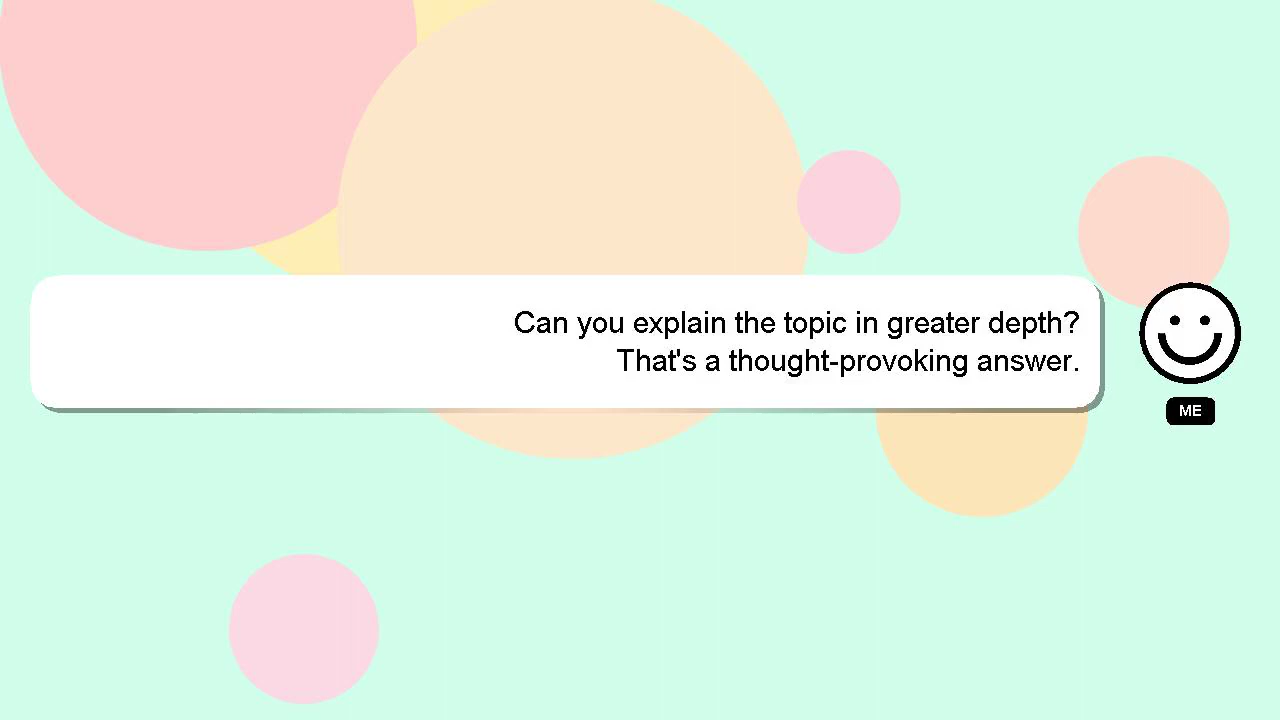 Can you explain the topic in greater depth?
That's a thought-provoking answer.
ME